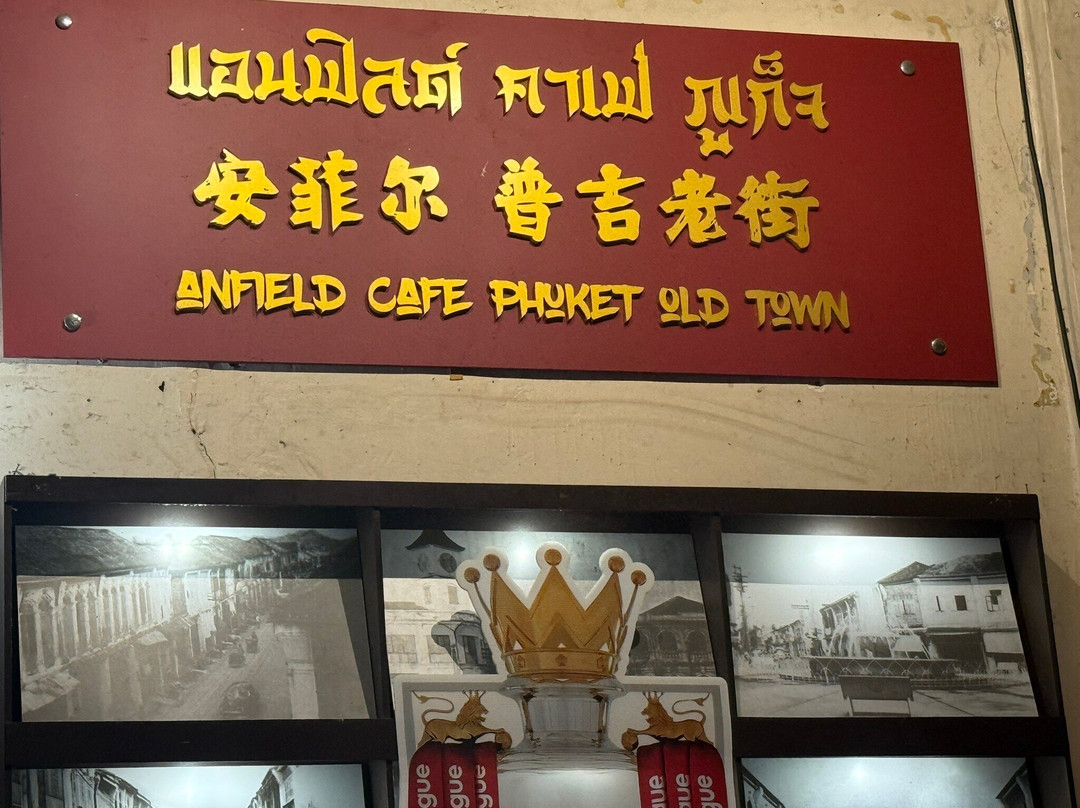 แอนฟิลด์ คาเฟ่ ภูเก็จ
安菲尔 普吉老街
ANFIELD CAFE PHUKET OLD TOWN